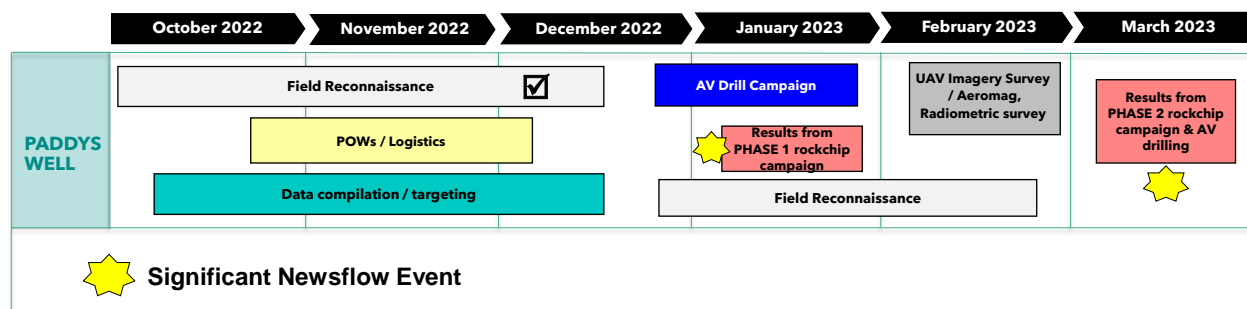 October 2022
November 2022
December 2022
January 2023
February 2023
March 2023
PADDYS
WELL
Field Reconnaissance
POWs / Logistics
Data compilation / targeting
AV Drill Campaign
Results from
PHASE 1 rockchip
campaign
Field Reconnaissance
UAV Imagery Survey
/ Aeromag,
Radiometric survey
Results from
PHASE 2 rockchip
campaign & AV
drilling
Significant Newsflow Event